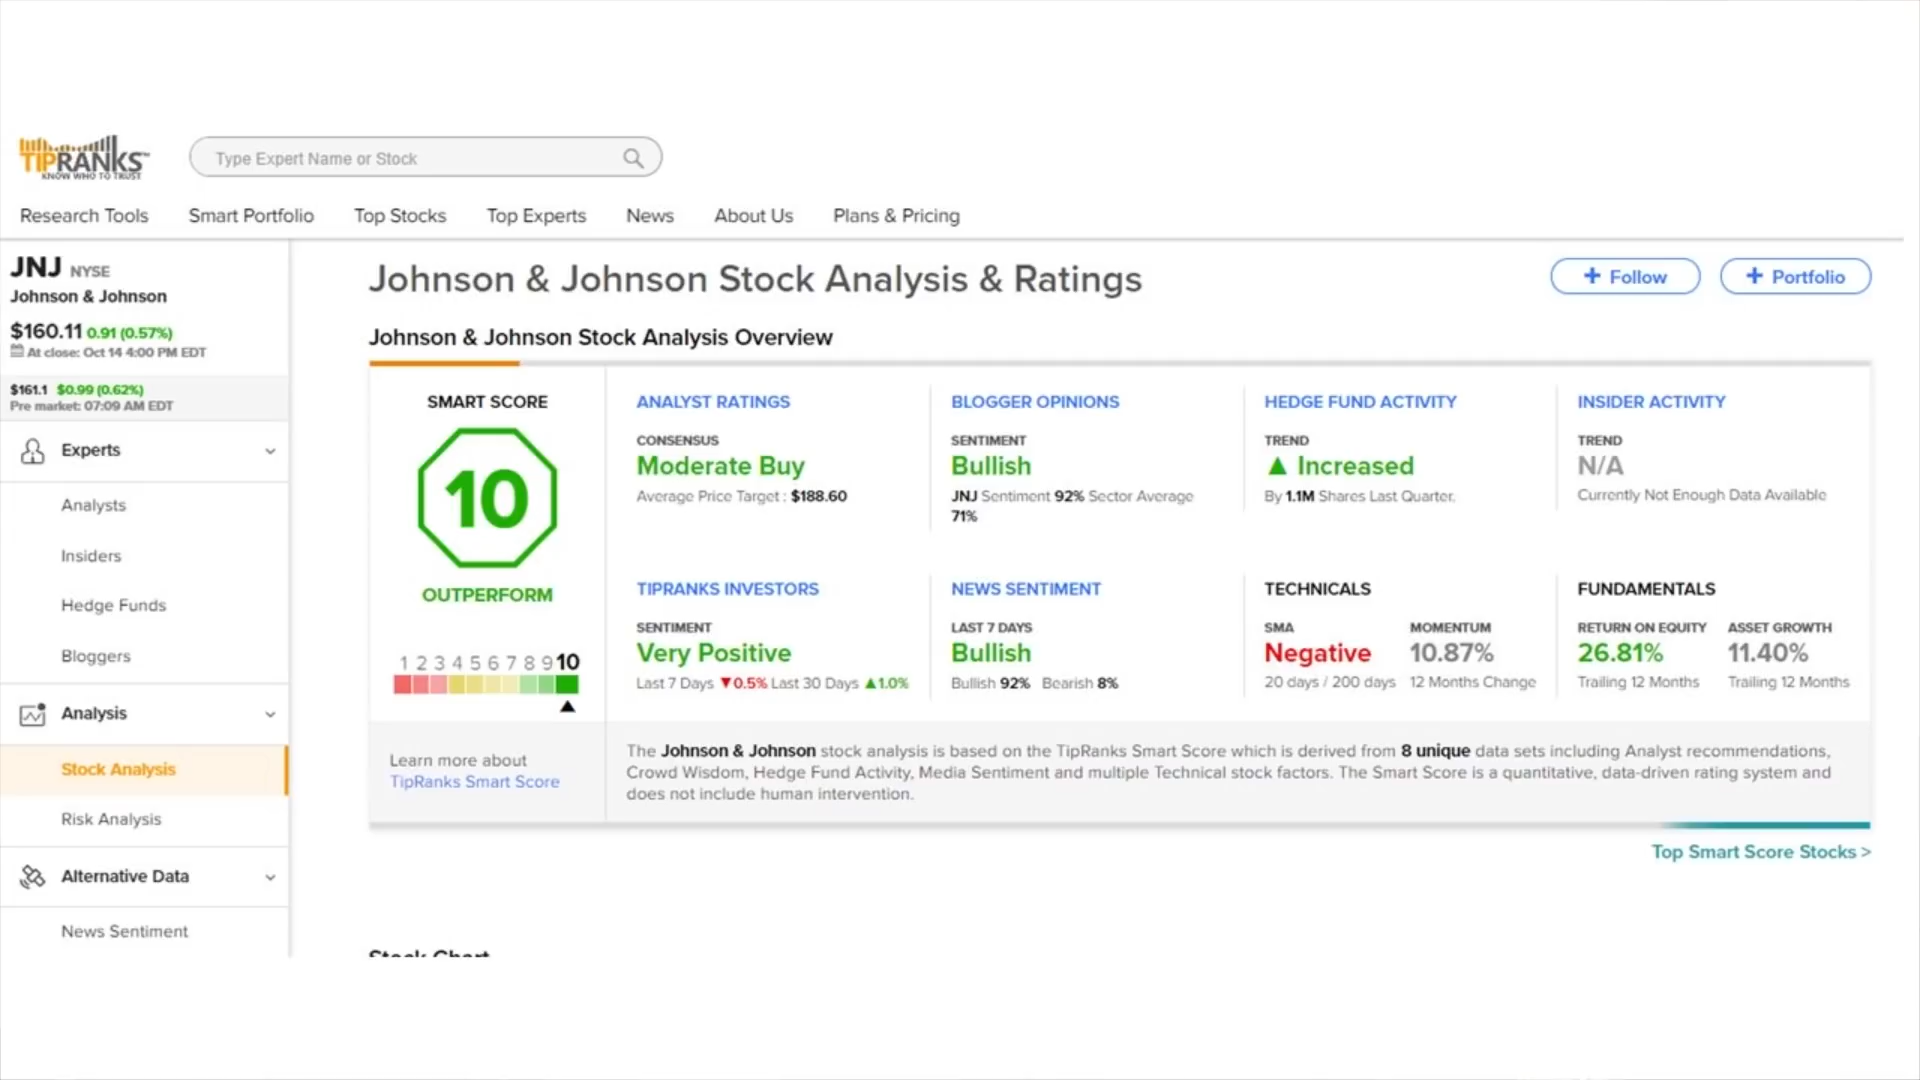 TIPRANKS™
KNOW WHO TO TRUST
Type Expert Name or Stock
Research Tools Smart Portfolio Top Stocks Top Experts News About Us Plans & Pricing
JNJ NYSE
Johnson & Johnson
$160.11 0.91 (0.57%)
At close: Oct 14 4:00 PM EDT
$161.1 $0.99 (0.62%)
Pre market: 07:09 AM EDT
Experts
Analysts
Insiders
Hedge Funds
Bloggers
Analysis
Stock Analysis
Risk Analysis
Alternative Data
News Sentiment
Johnson & Johnson Stock Analysis & Ratings
+ Follow
+ Portfolio
Johnson & Johnson Stock Analysis Overview
SMART SCORE
10
OUTPERFORM
1 2 3 4 5 6 7 8 9 10
Learn more about
TipRanks Smart Score
ANALYST RATINGS
CONSENSUS
Moderate Buy
Average Price Target : $188.60
BLOGGER OPINIONS
SENTIMENT
Bullish
JNJ Sentiment 92% Sector Average
71%
HEDGE FUND ACTIVITY
TREND
▲ Increased
By 1.1M Shares Last Quarter.
INSIDER ACTIVITY
TREND
N/A
Currently Not Enough Data Available
TIPRANKS INVESTORS
SENTIMENT
Very Positive
Last 7 Days ▼0.5% Last 30 Days ▲1.0%
NEWS SENTIMENT
LAST 7 DAYS
Bullish
Bullish 92% Bearish 8%
TECHNICALS
SMA MOMENTUM
Negative 10.87%
20 days / 200 days 12 Months Change
FUNDAMENTALS
RETURN ON EQUITY ASSET GROWTH
26.81% 11.40%
Trailing 12 Months Trailing 12 Months
The Johnson & Johnson stock analysis is based on the TipRanks Smart Score which is derived from 8 unique data sets including Analyst recommendations,
Crowd Wisdom, Hedge Fund Activity, Media Sentiment and multiple Technical stock factors. The Smart Score is a quantitative, data-driven rating system and
does not include human intervention.
Top Smart Score Stocks >
Stock Chart